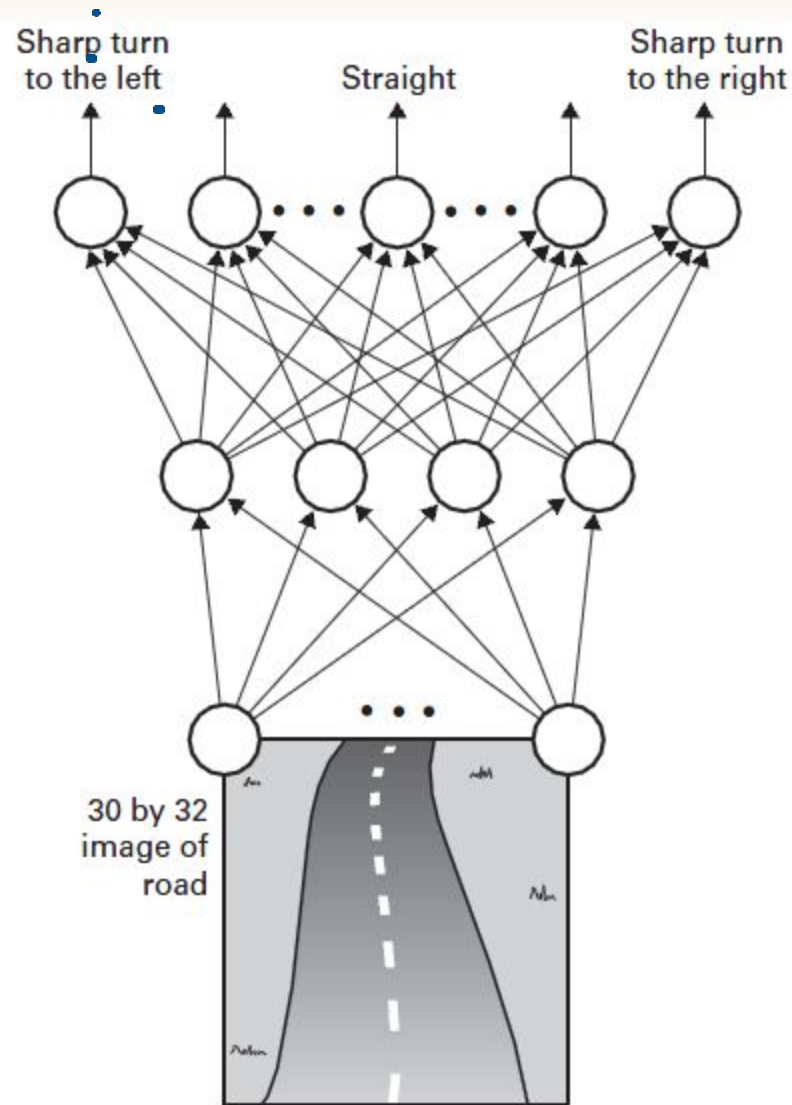 Sharp turn
to the left
Straight
Sharp turn
to the right
30 by 32
image of
road